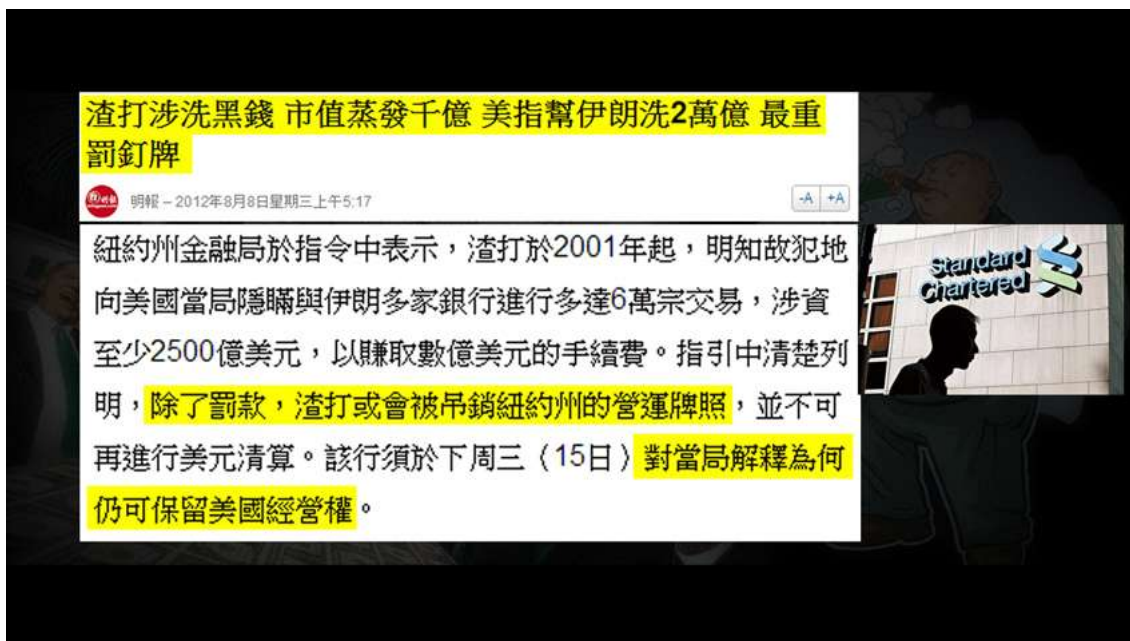 渣打涉洗黑錢 市值蒸發千億 美指幫伊朗洗2萬億 最重
罰釘牌
明報 – 2012年8月8日星期三上午5:17
-A +A
紐約州金融局於指令中表示，渣打於2001年起，明知故犯地
向美國當局隱瞞與伊朗多家銀行進行多達6萬宗交易，涉資
至少2500億美元，以賺取數億美元的手續費。指引中清楚列
明，除了罰款，渣打或會被吊銷紐約州的營運牌照，並不可
再進行美元清算。該行須於下周三（15日）對當局解釋為何
仍可保留美國經營權。
Standard
Chartered